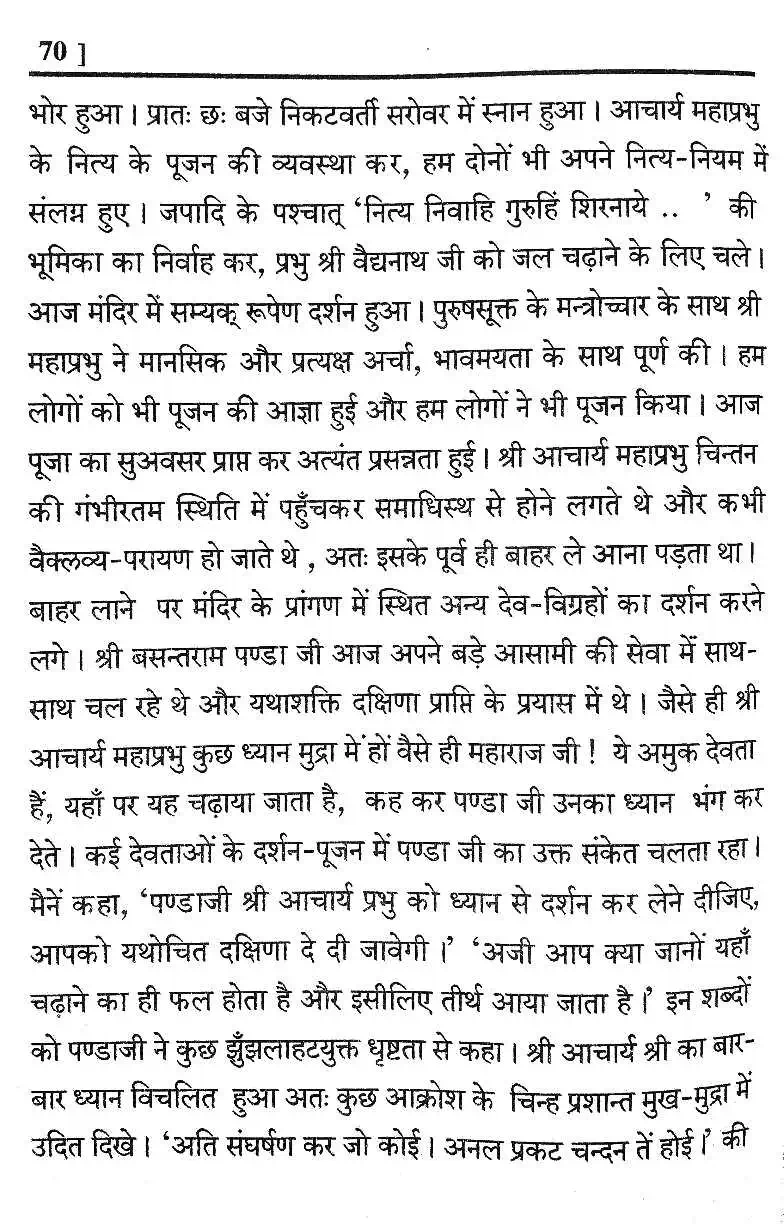 70 ]
भोर हुआ । प्रातः छः बजे निकटवर्ती सरोवर में स्नान हुआ । आचार्य महाप्रभु
के नित्य के पूजन की व्यवस्था कर, हम दोनों भी अपने नित्य-नियम में
संलग्न हुए । जपादि के पश्चात् ‘नित्य निवाहि गुरुहिं शिरनाये .. ’ की
भूमिका का निर्वाह कर, प्रभु श्री वैद्यनाथ जी को जल चढ़ाने के लिए चले ।
आज मंदिर में सम्यक् रूपेण दर्शन हुआ । पुरुषसूक्त के मन्त्रोच्चार के साथ श्री
महाप्रभु ने मानसिक और प्रत्यक्ष अर्चा, भावमयता के साथ पूर्ण की । हम
लोगों को भी पूजन की आज्ञा हुई और हम लोगों ने भी पूजन किया । आज
पूजा का सुअवसर प्राप्त कर अत्यंत प्रसन्नता हुई । श्री आचार्य महाप्रभु चिन्तन
की गंभीरतम स्थिति में पहुँचकर समाधिस्थ से होने लगते थे और कभी
वैक्लव्य-परायण हो जाते थे , अतः इसके पूर्व ही बाहर ले आना पड़ता था ।
बाहर लाने पर मंदिर के प्रांगण में स्थित अन्य देव-विग्रहों का दर्शन करने
लगे । श्री बसन्तराम पण्डा जी आज अपने बड़े आसामी की सेवा में साथ-
साथ चल रहे थे और यथाशक्ति दक्षिणा प्राप्ति के प्रयास में थे । जैसे ही श्री
आचार्य महाप्रभु कुछ ध्यान मुद्रा में हों वैसे ही महाराज जी ! ये अमुक देवता
हैं, यहाँ पर यह चढ़ाया जाता है, कह कर पण्डा जी उनका ध्यान भंग कर
देते । कई देवताओं के दर्शन-पूजन में पण्डा जी का उक्त संकेत चलता रहा ।
मैनें कहा, ‘पण्डाजी श्री आचार्य प्रभु को ध्यान से दर्शन कर लेने दीजिए,
आपको यथोचित दक्षिणा दे दी जावेगी ।’ ‘अजी आप क्या जानों यहाँ
चढ़ाने का ही फल होता है और इसीलिए तीर्थ आया जाता है ।’ इन शब्दों
को पण्डाजी ने कुछ झुँझलाहटयुक्त धृष्टता से कहा । श्री आचार्य श्री का बार-
बार ध्यान विचलित हुआ अतः कुछ आक्रोश के चिन्ह प्रशान्त मुख-मुद्रा में
उदित दिखे । ‘अति संघर्षण कर जो कोई । अनल प्रकट चन्दन तें होई ।’ की